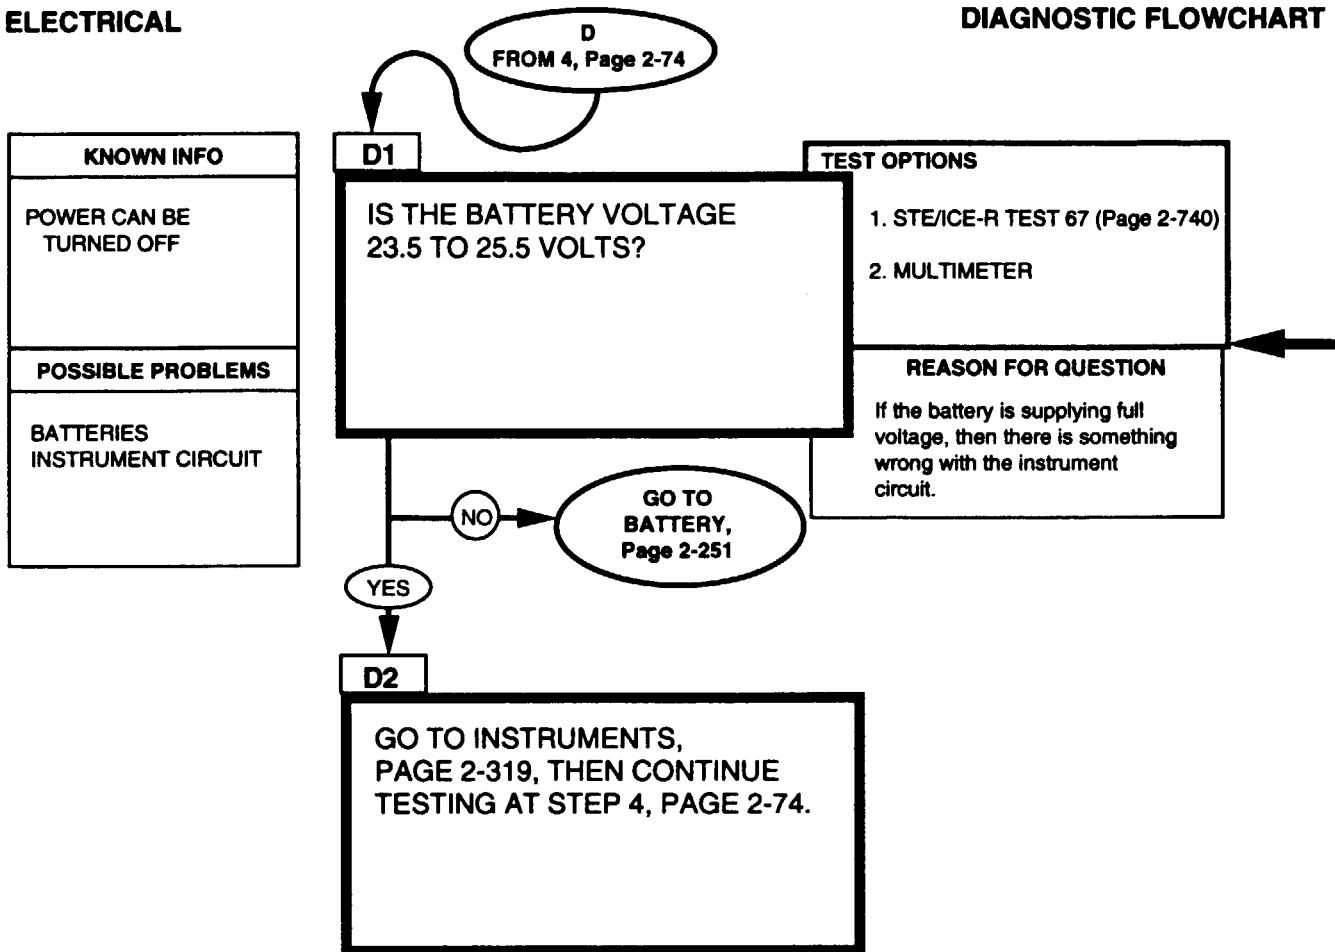 ELECTRICAL
DIAGNOSTIC FLOWCHART
D
FROM 4, Page 2-74
KNOWN INFO
POWER CAN BE
TURNED OFF
POSSIBLE PROBLEMS
BATTERIES
INSTRUMENT CIRCUIT
D1
IS THE BATTERY VOLTAGE
23.5 TO 25.5 VOLTS?
TEST OPTIONS
1. STE/ICE-R TEST 67 (Page 2-740)
2. MULTIMETER
REASON FOR QUESTION
If the battery is supplying full
voltage, then there is something
wrong with the instrument
circuit.
NO
GO TO
BATTERY,
Page 2-251
YES
D2
GO TO INSTRUMENTS,
PAGE 2-319, THEN CONTINUE
TESTING AT STEP 4, PAGE 2-74.